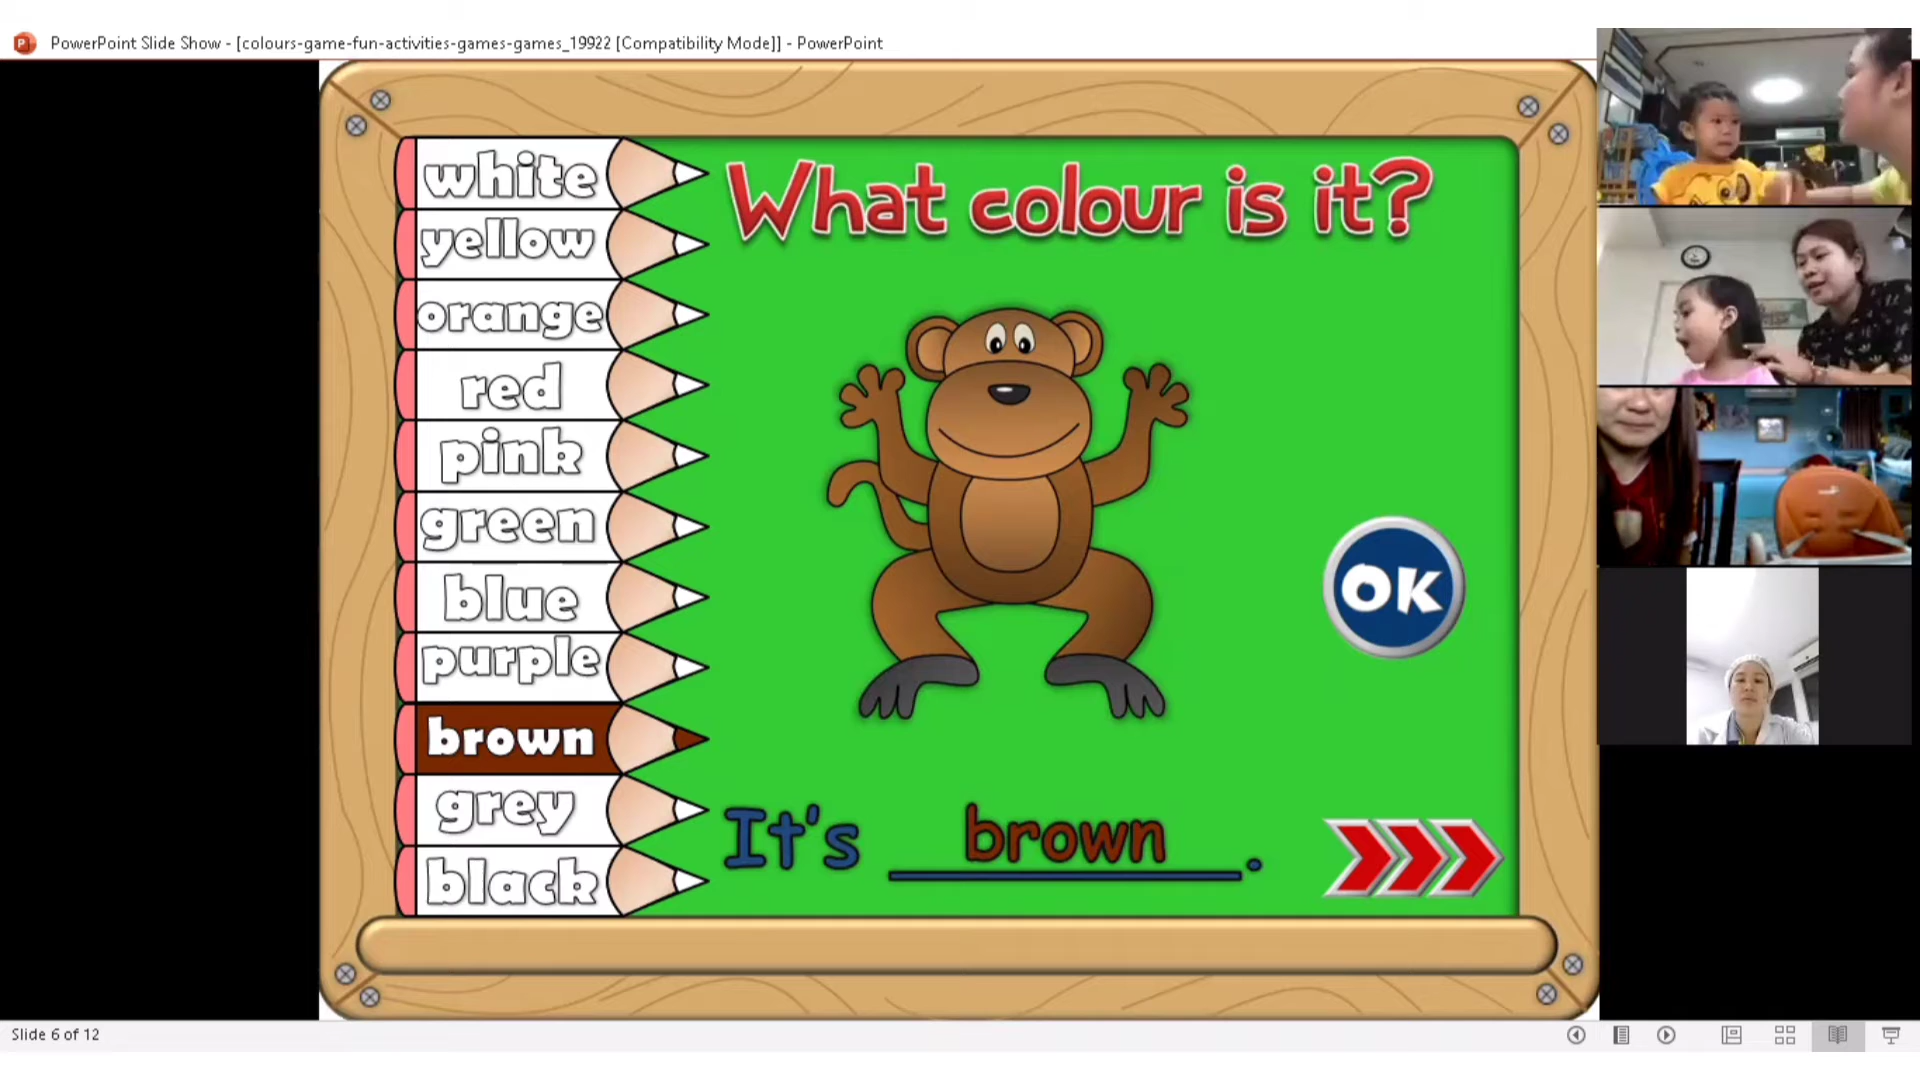 PowerPoint Slide Show - [colours-game-fun-activities-games-games_19922 [Compatibility Mode]] - PowerPoint
What colour is it?
white
yellow
orange
red
pink
green
blue
purple
brown
grey
black
OK
It's brown.
Slide 6 of 12